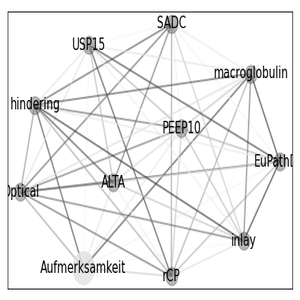 SADC
USP15
macroglobulin
hindering
PEEP10
EuPathD
ALTA
Optical
inlay
Aufmerksamkeit
rCP